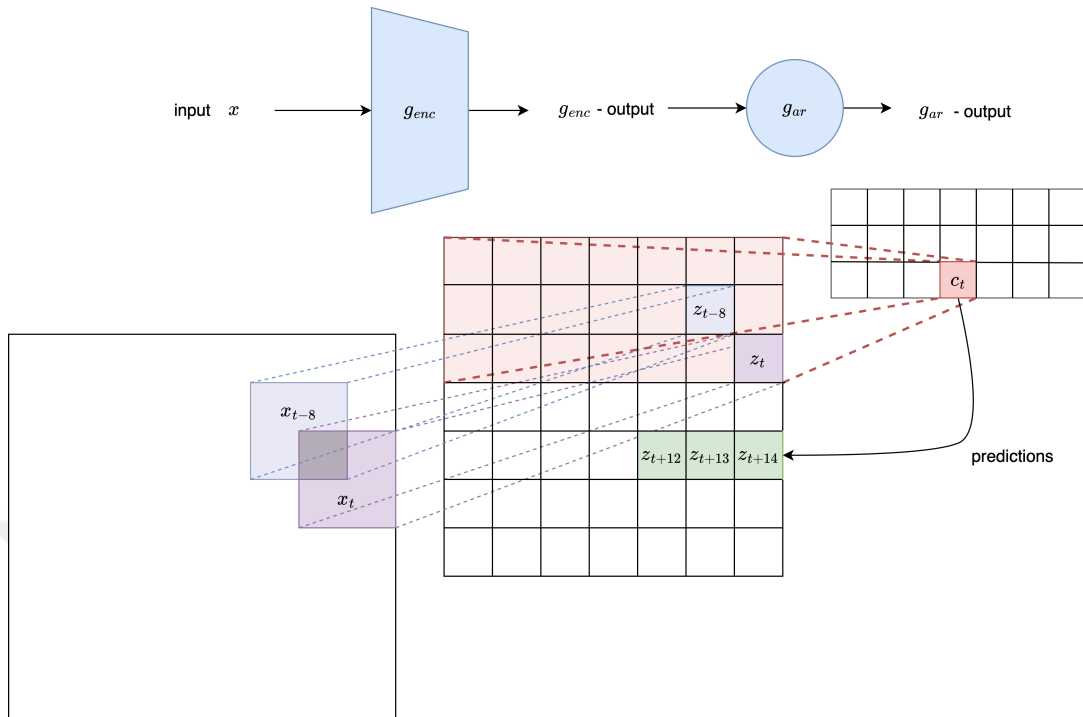 input x
g_enc
g_enc - output
g_ar
g_ar - output
c_t
z_{t-8}
z_t
x_{t-8}
x_t
z_{t+12} z_{t+13} z_{t+14}
predictions